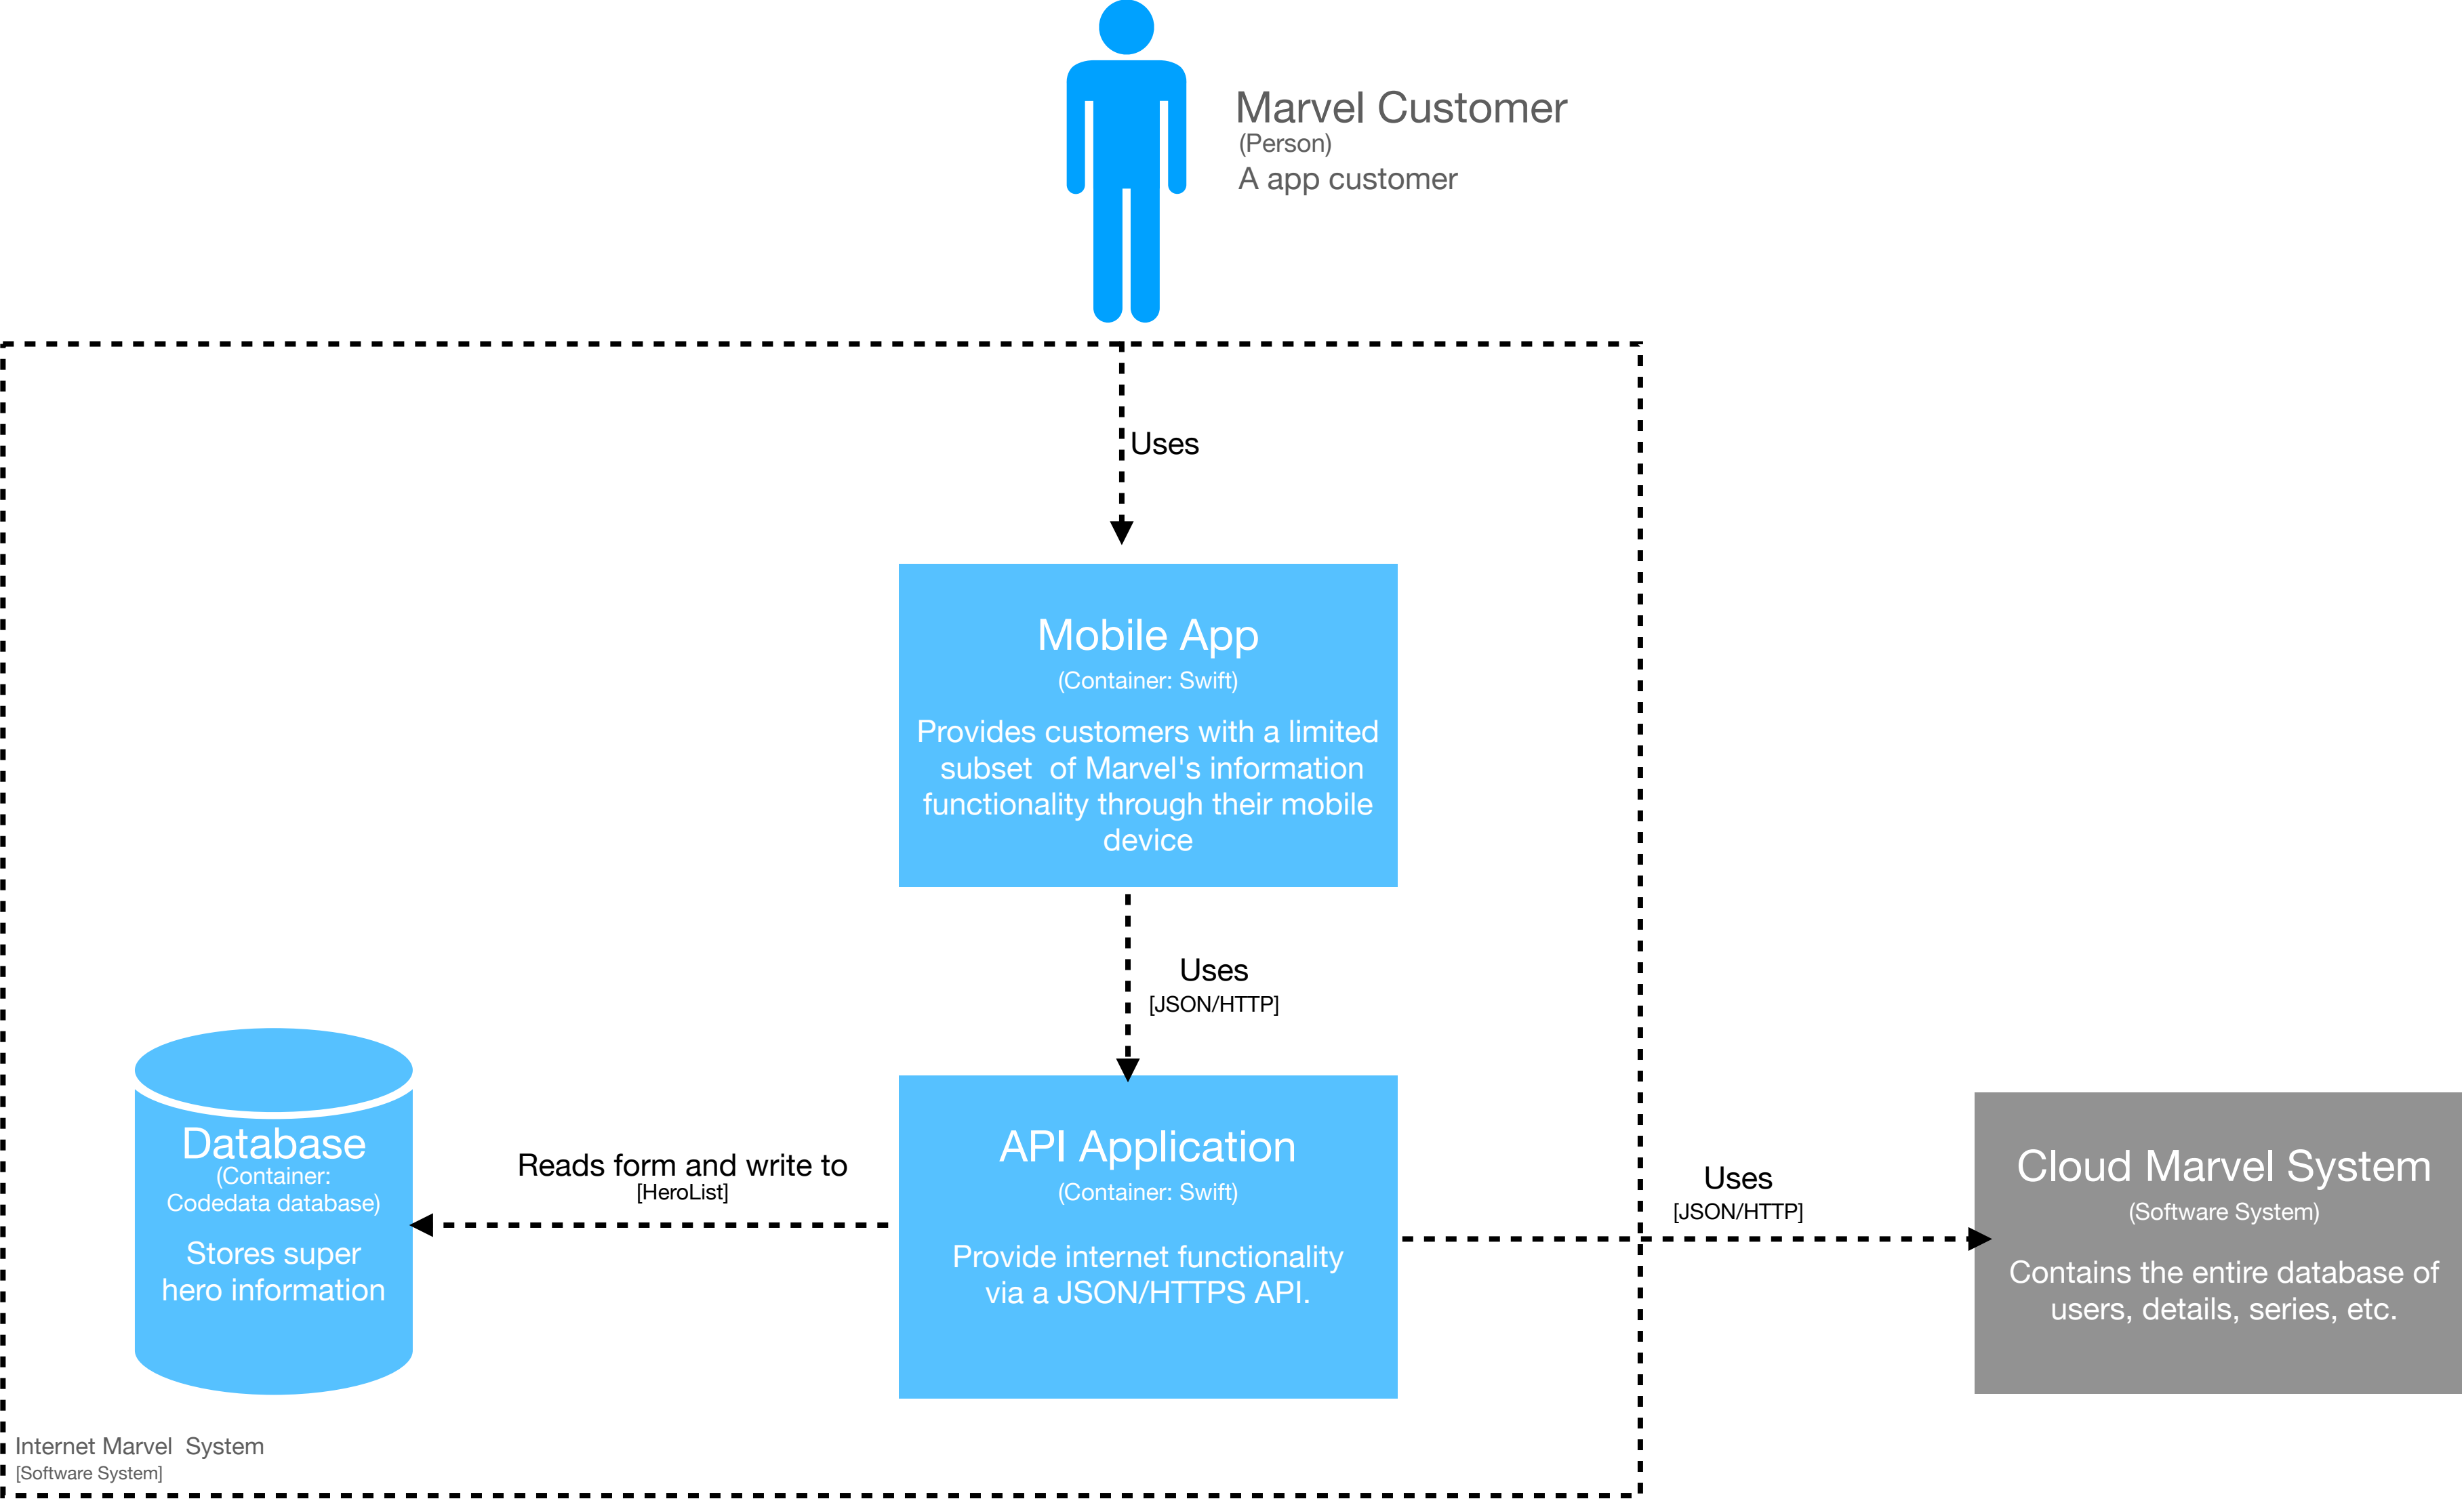 Marvel Customer
(Person)
A app customer
Uses
Mobile App
(Container: Swift)
Provides customers with a limited
subset  of Marvel's information
functionality through their mobile
device
Uses
[JSON/HTTP]
Database
(Container:
Codedata database)
Stores super
hero information
Reads form and write to
[HeroList]
API Application
(Container: Swift)
Provide internet functionality
via a JSON/HTTPS API.
Uses
[JSON/HTTP]
Cloud Marvel System
(Software System)
Contains the entire database of
users, details, series, etc.
Internet Marvel  System
[Software System]